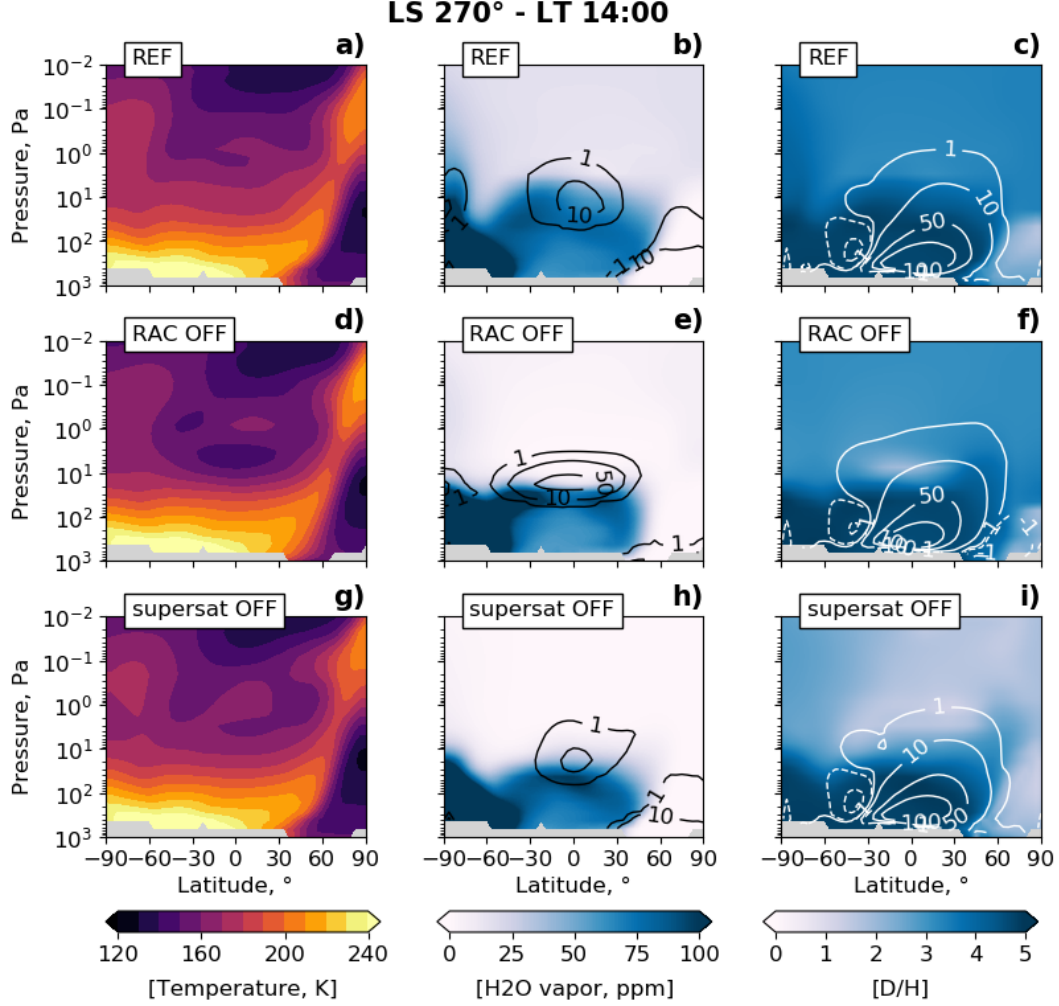 LS 270° - LT 14:00
a) b) c)
REF REF REF
10⁻²
10⁻¹
10⁰
10¹
10²
10³
Pressure, Pa
1 10 1 -1 10
1 10 50 100
d) e) f)
RAC OFF RAC OFF RAC OFF
10⁻²
10⁻¹
10⁰
10¹
10²
10³
Pressure, Pa
1 50 10 1 1
50 1 -1 1
g) h) i)
supersat OFF supersat OFF supersat OFF
10⁻²
10⁻¹
10⁰
10¹
10²
10³
Pressure, Pa
1 1 10
1 10 50
−90 −60 −30 0 30 60 90 −90 −60 −30 0 30 60 90 −90 −60 −30 0 30 60 90
Latitude, ° Latitude, ° Latitude, °
120 160 200 240 0 25 50 75 100 0 1 2 3 4 5
[Temperature, K] [H2O vapor, ppm] [D/H]